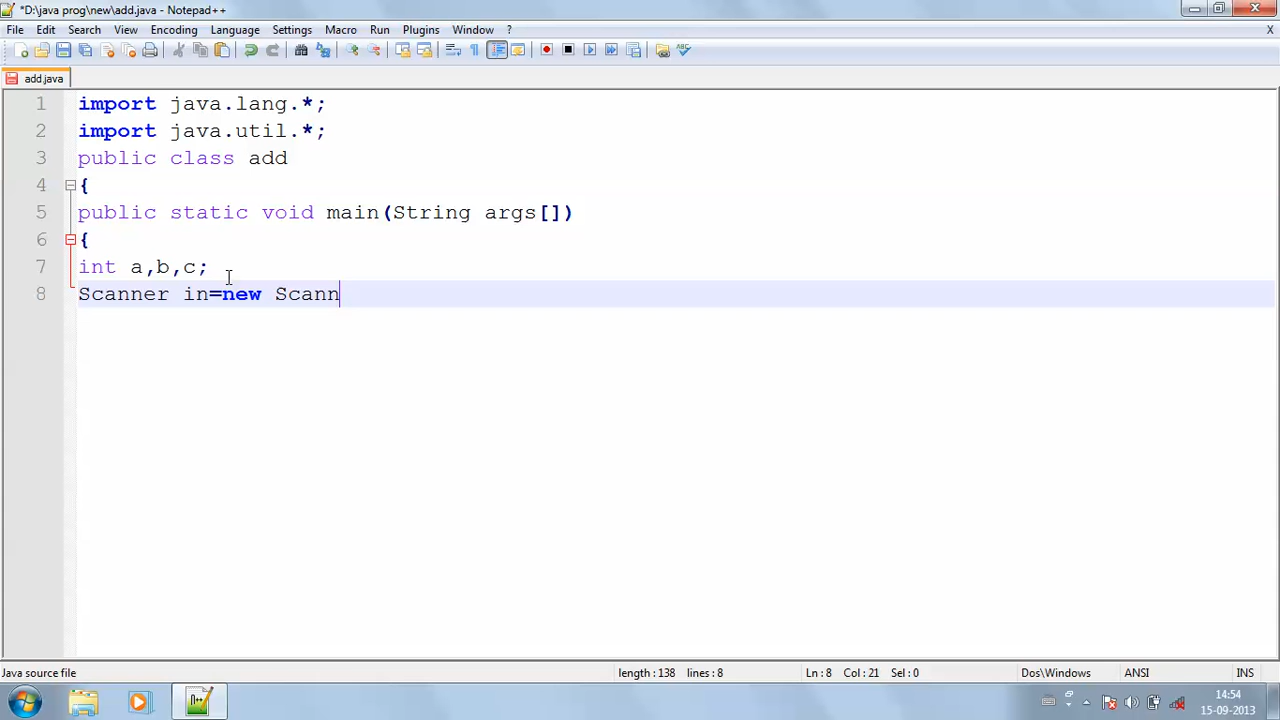 *D:\java prog\new\add.java - Notepad++
File Edit Search View Encoding Language Settings Macro Run Plugins Window ? X
add.java
1 import java.lang.*;
2 import java.util.*;
3 public class add
4 {
5 public static void main(String args[])
6 {
7 int a,b,c;
8 Scanner in=new Scann
Java source file length : 138 lines : 8 Ln : 8 Col : 21 Sel : 0 Dos\Windows ANSI INS
14:54
15-09-2013